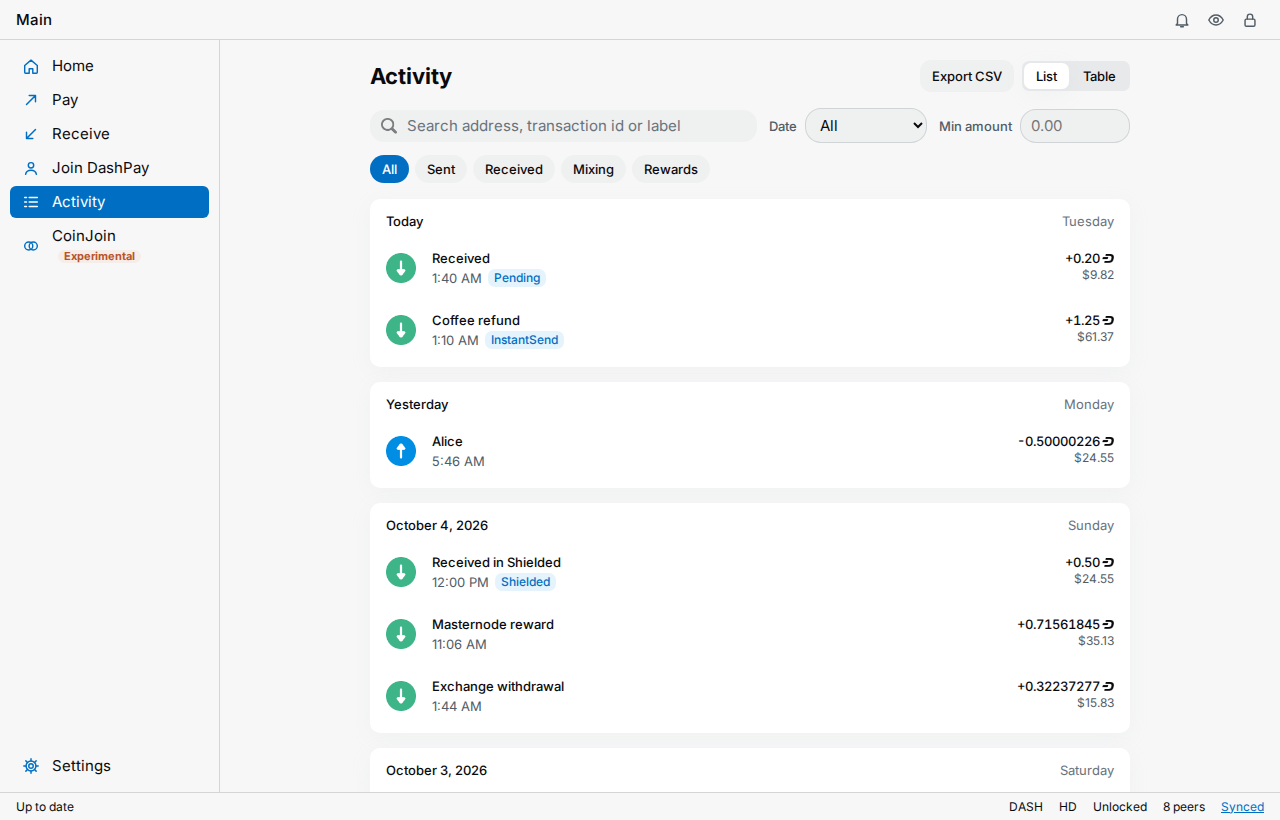 Main
Home
Pay
Receive
Join DashPay
Activity
CoinJoin
Experimental
Settings
Activity
Export CSV
List
Table
Search address, transaction id or label
Date
All
Min amount
0.00
All
Sent
Received
Mixing
Rewards
Today
Tuesday
Received
+0.20
1:40 AM
Pending
$9.82
Coffee refund
+1.25
1:10 AM
InstantSend
$61.37
Yesterday
Monday
Alice
-0.50000226
5:46 AM
$24.55
October 4, 2026
Sunday
Received in Shielded
+0.50
12:00 PM
Shielded
$24.55
Masternode reward
+0.71561845
11:06 AM
$35.13
Exchange withdrawal
+0.32237277
1:44 AM
$15.83
October 3, 2026
Saturday
Up to date
DASH
HD
Unlocked
8 peers
Synced